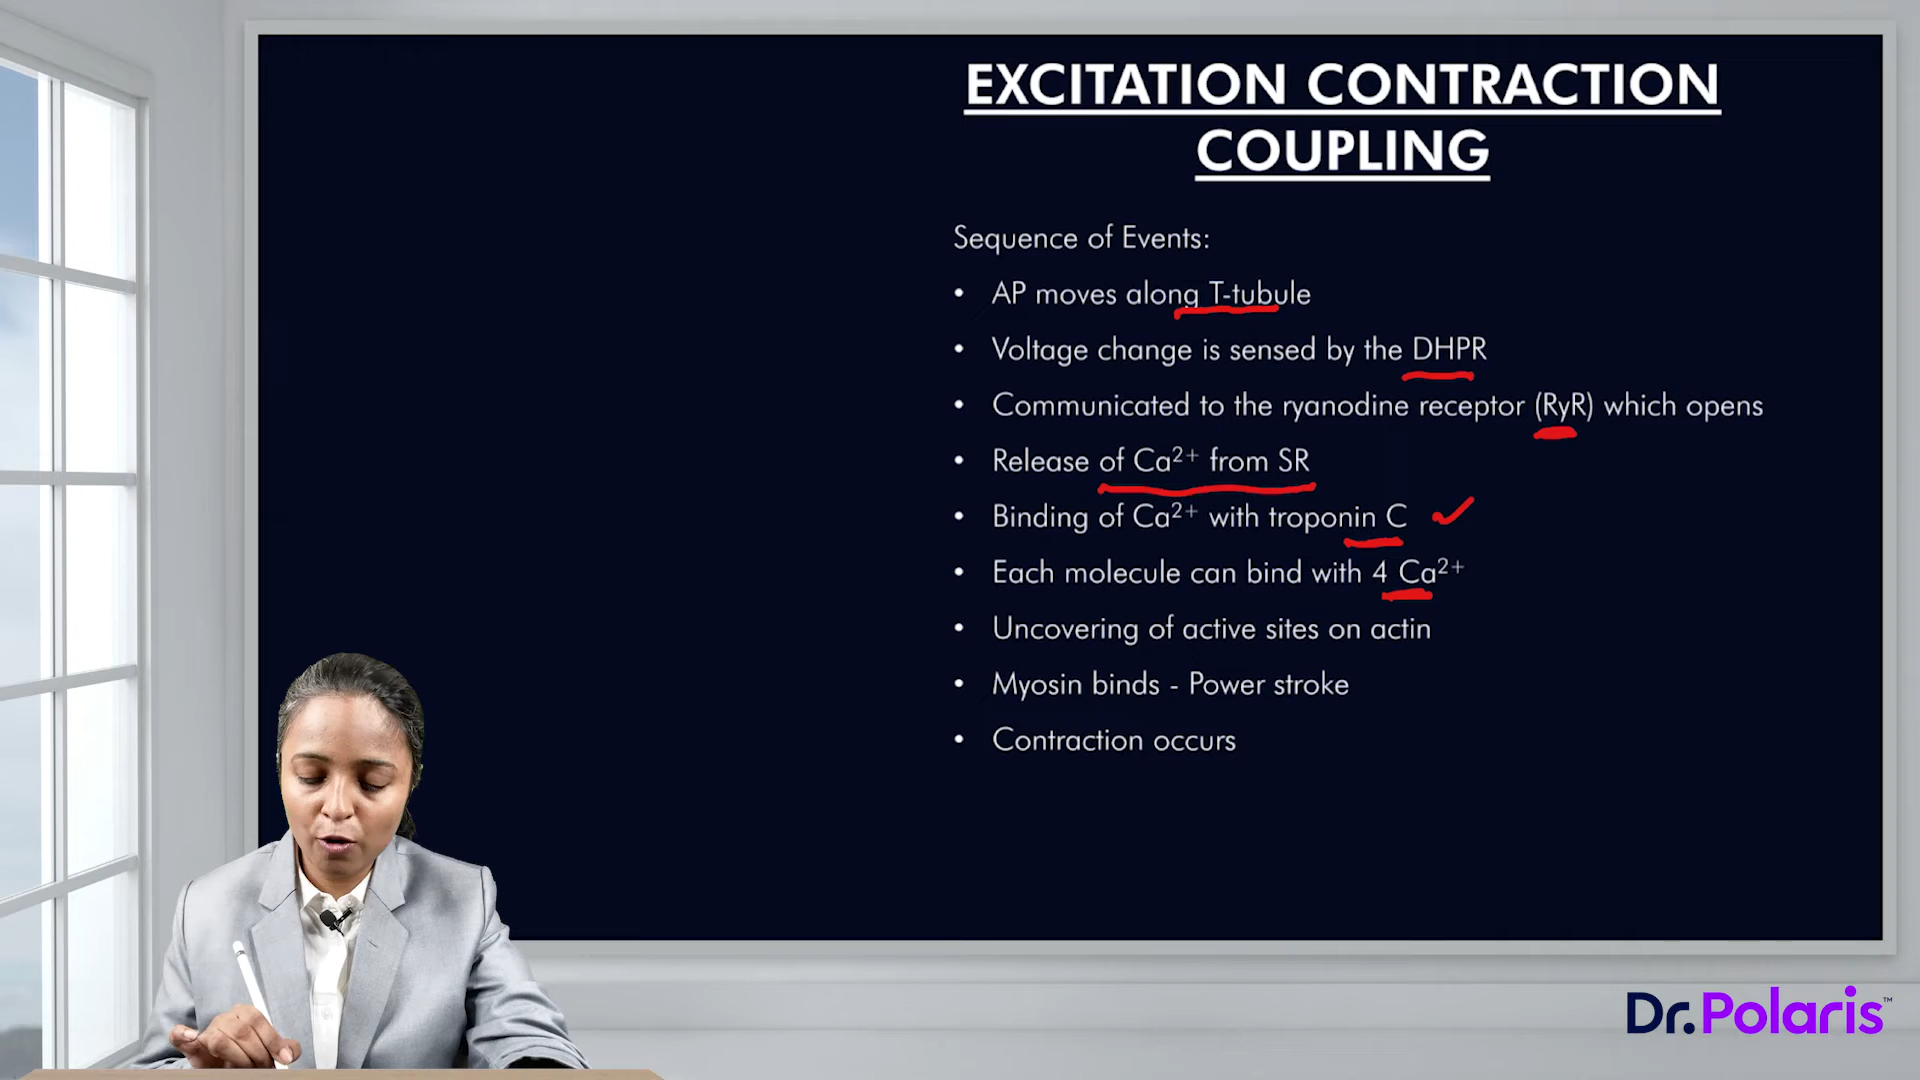 EXCITATION CONTRACTION
COUPLING
Sequence of Events:
• AP moves along T-tubule
• Voltage change is sensed by the DHPR
• Communicated to the ryanodine receptor (RyR) which opens
• Release of Ca²⁺ from SR
• Binding of Ca²⁺ with troponin C ✓
• Each molecule can bind with 4 Ca²⁺
• Uncovering of active sites on actin
• Myosin binds - Power stroke
• Contraction occurs
Dr.Polaris™